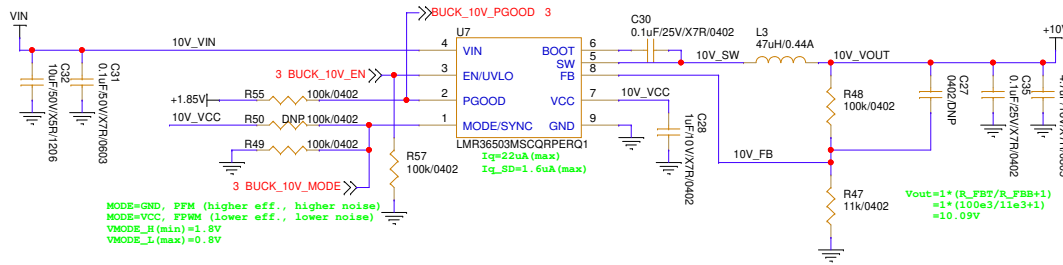 BUCK_10V_PGOOD 3
VIN
U7
C30
0.1uF/25V/X7R/0402
L3
47uH/0.44A
+10V
10V_VIN
4 VIN
BOOT 6
SW 5
10V_SW
10V_VOUT
3 BUCK_10V_EN
3 EN/UVLO
FB 8
C32
10uF/50V/X5R/1206
C31
0.1uF/50V/X7R/0603
+1.85V
R55
100k/0402
2 PGOOD
VCC 7
10V_VCC
R48
100k/0402
C27
0402/DNP
C35
0.1uF/25V/X7R/0402
10V_VCC
R50
DNP
100k/0402
1 MODE/SYNC
GND 9
C28
1uF/10V/X7R/0402
R49
100k/0402
LMR36503MSCQRPERQ1
Iq=22uA(max)
Iq_SD=1.6uA(max)
R57
100k/0402
10V_FB
3 BUCK_10V_MODE
R47
11k/0402
Vout=1*(R_FBT/R_FBB+1)
=1*(100e3/11e3+1)
=10.09V
MODE=GND, PFM (higher eff., higher noise)
MODE=VCC, FPWM (lower eff., lower noise)
VMODE_H(min)=1.8V
VMODE_L(max)=0.8V